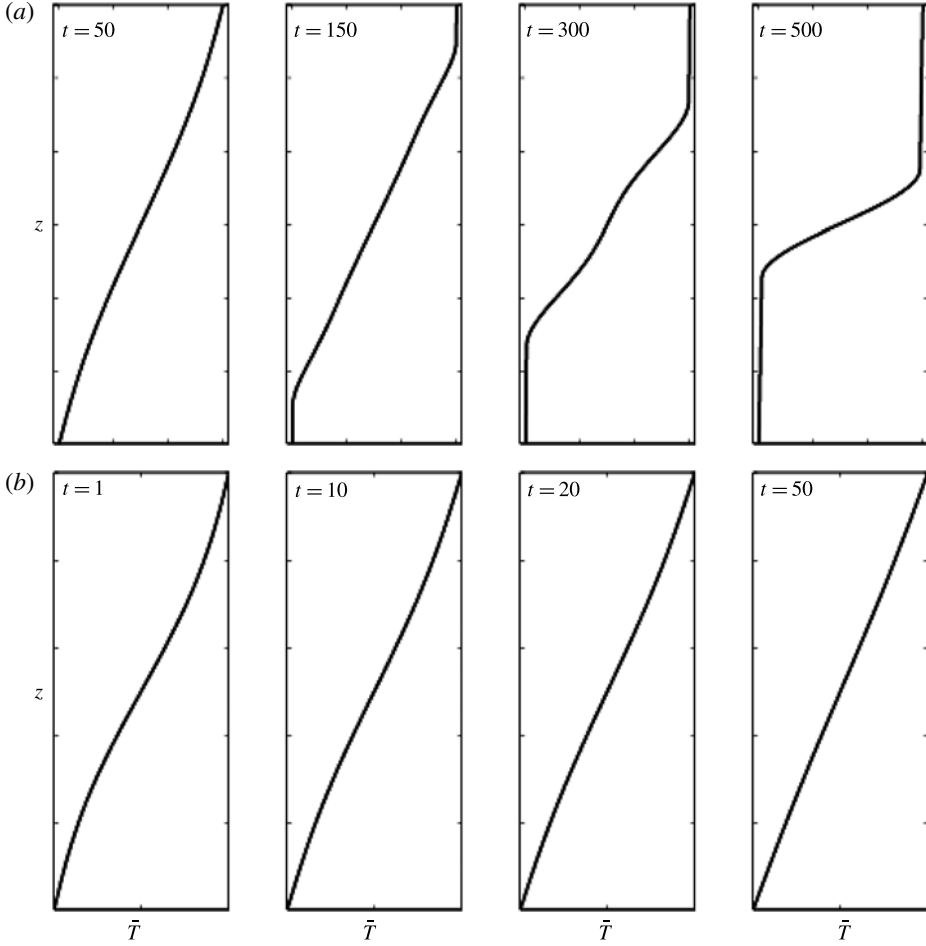 (a)
t = 50
t = 150
t = 300
t = 500
z
(b)
t = 1
t = 10
t = 20
t = 50
z
T̄ T̄ T̄ T̄